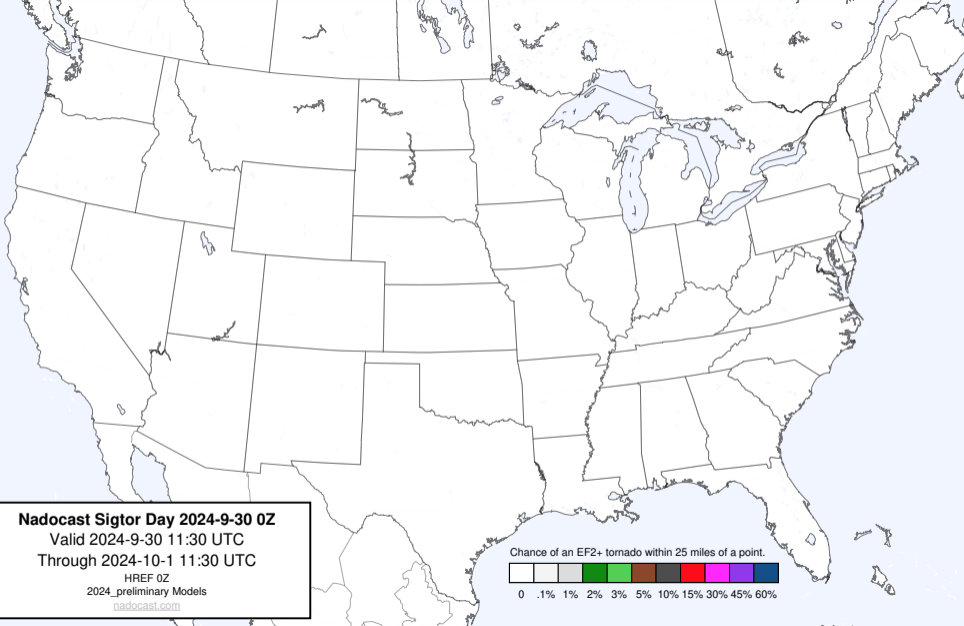 Nadocast Sigtor Day 2024-9-30 0Z
Valid 2024-9-30 11:30 UTC
Through 2024-10-1 11:30 UTC
HREF 0Z
2024_preliminary Models
nadocast.com
Chance of an EF2+ tornado within 25 miles of a point.
0 .1% 1% 2% 3% 5% 10% 15% 30% 45% 60%